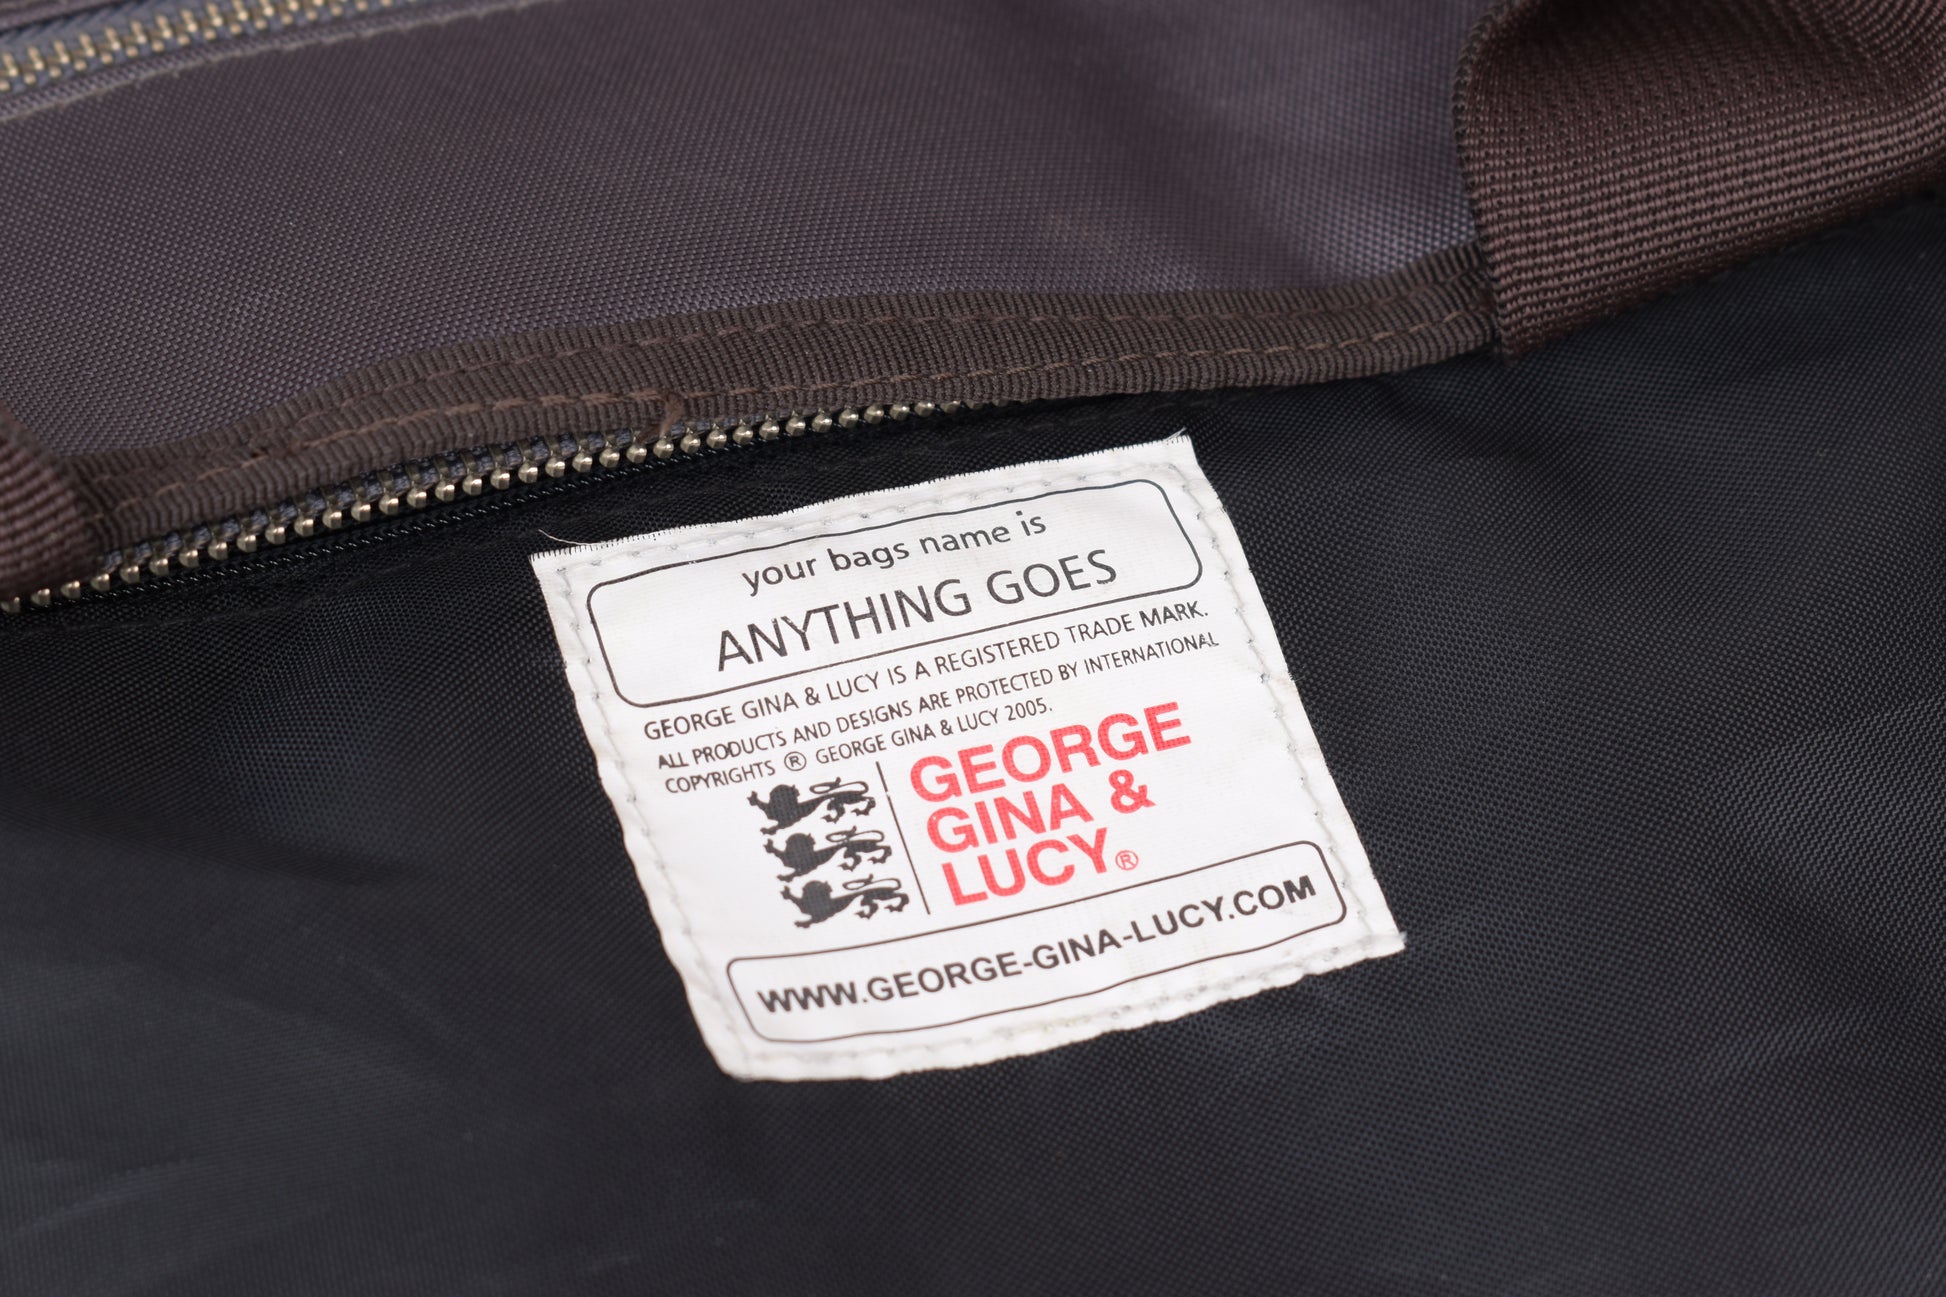 your bags name is
ANYTHING GOES
GEORGE GINA & LUCY IS A REGISTERED TRADE MARK.
ALL PRODUCTS AND DESIGNS ARE PROTECTED BY INTERNATIONAL
COPYRIGHTS ® GEORGE GINA & LUCY 2005.
GEORGE
GINA &
LUCY®
WWW.GEORGE-GINA-LUCY.COM